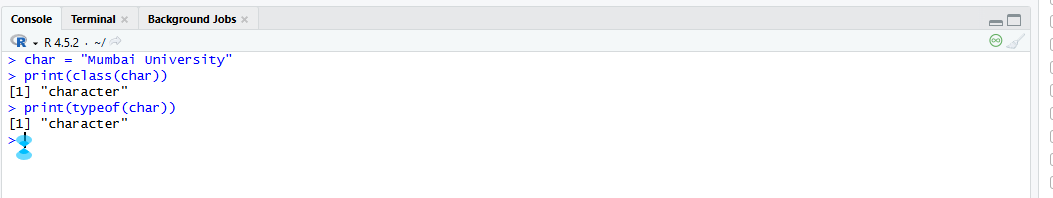 Console Terminal × Background Jobs ×
R 4.5.2 · ~/
> char = "Mumbai University"
> print(class(char))
[1] "character"
> print(typeof(char))
[1] "character"
>